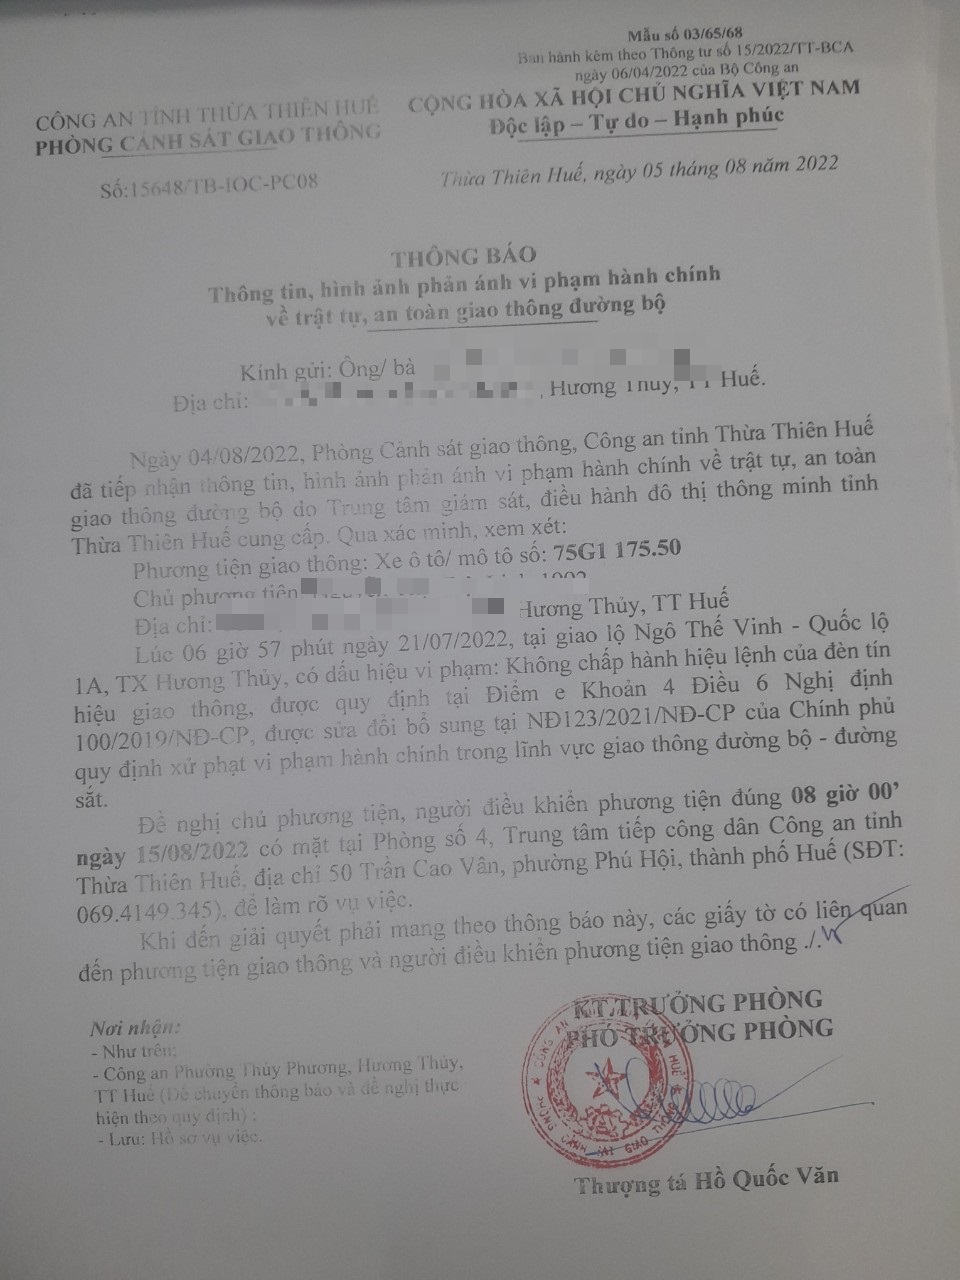 Mẫu số 03/65/68
Ban hành kèm theo Thông tư số 15/2022/TT-BCA
ngày 06/04/2022 của Bộ Công an
CÔNG AN TỈNH THỪA THIÊN HUẾ
PHÒNG CẢNH SÁT GIAO THÔNG
CỘNG HÒA XÃ HỘI CHỦ NGHĨA VIỆT NAM
Độc lập – Tự do – Hạnh phúc
Số:15648/TB-IOC-PC08
Thừa Thiên Huế, ngày 05 tháng 08 năm 2022
THÔNG BÁO
Thông tin, hình ảnh phản ánh vi phạm hành chính
về trật tự, an toàn giao thông đường bộ
Kính gửi: Ông/ bà
Địa chỉ: , Hương Thủy, TT Huế.
Ngày 04/08/2022, Phòng Cảnh sát giao thông, Công an tỉnh Thừa Thiên Huế
đã tiếp nhận thông tin, hình ảnh phản ánh vi phạm hành chính về trật tự, an toàn
giao thông đường bộ do Trung tâm giám sát, điều hành đô thị thông minh tỉnh
Thừa Thiên Huế cung cấp. Qua xác minh, xem xét:
Phương tiện giao thông: Xe ô tô/ mô tô số: 75G1 175.50
Chủ phương tiện
Địa chỉ: Hương Thủy, TT Huế
Lúc 06 giờ 57 phút ngày 21/07/2022, tại giao lộ Ngô Thế Vinh - Quốc lộ
1A, TX Hương Thủy, có dấu hiệu vi phạm: Không chấp hành hiệu lệnh của đèn tín
hiệu giao thông, được quy định tại Điểm e Khoản 4 Điều 6 Nghị định
100/2019/NĐ-CP, được sửa đổi bổ sung tại NĐ123/2021/NĐ-CP của Chính phủ
quy định xử phạt vi phạm hành chính trong lĩnh vực giao thông đường bộ - đường
sắt.
Đề nghị chủ phương tiện, người điều khiển phương tiện đúng 08 giờ 00’
ngày 15/08/2022 có mặt tại Phòng số 4, Trung tâm tiếp công dân Công an tỉnh
Thừa Thiên Huế, địa chỉ 50 Trần Cao Vân, phường Phú Hội, thành phố Huế (SĐT:
069.4149.345), để làm rõ vụ việc.
Khi đến giải quyết phải mang theo thông báo này, các giấy tờ có liên quan
đến phương tiện giao thông và người điều khiển phương tiện giao thông ./.
Nơi nhận:
- Như trên;
- Công an Phường Thủy Phương, Hương Thủy,
TT Huế (Để chuyển thông báo và đề nghị thực
hiện theo quy định) ;
- Lưu: Hồ sơ vụ việc.
KT.TRƯỞNG PHÒNG
PHÓ TRƯỞNG PHÒNG
Thượng tá Hồ Quốc Văn